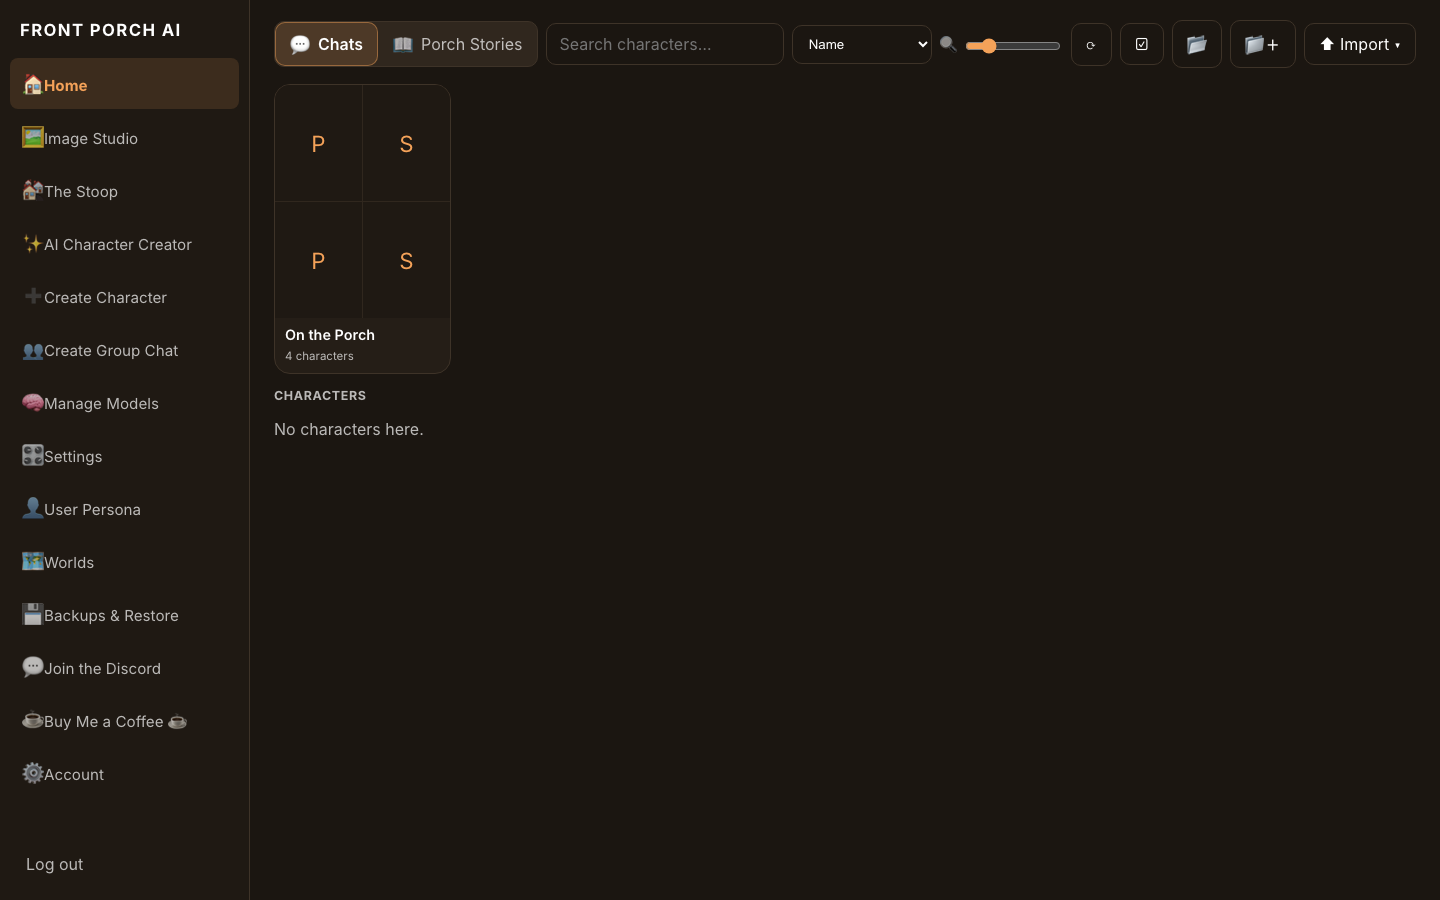 FRONT PORCH AI
Home
Image Studio
The Stoop
AI Character Creator
Create Character
Create Group Chat
Manage Models
Settings
User Persona
Worlds
Backups & Restore
Join the Discord
Buy Me a Coffee
Account
Log out
Chats
Porch Stories
Search characters...
Name
Import
P
S
P
S
On the Porch
4 characters
CHARACTERS
No characters here.